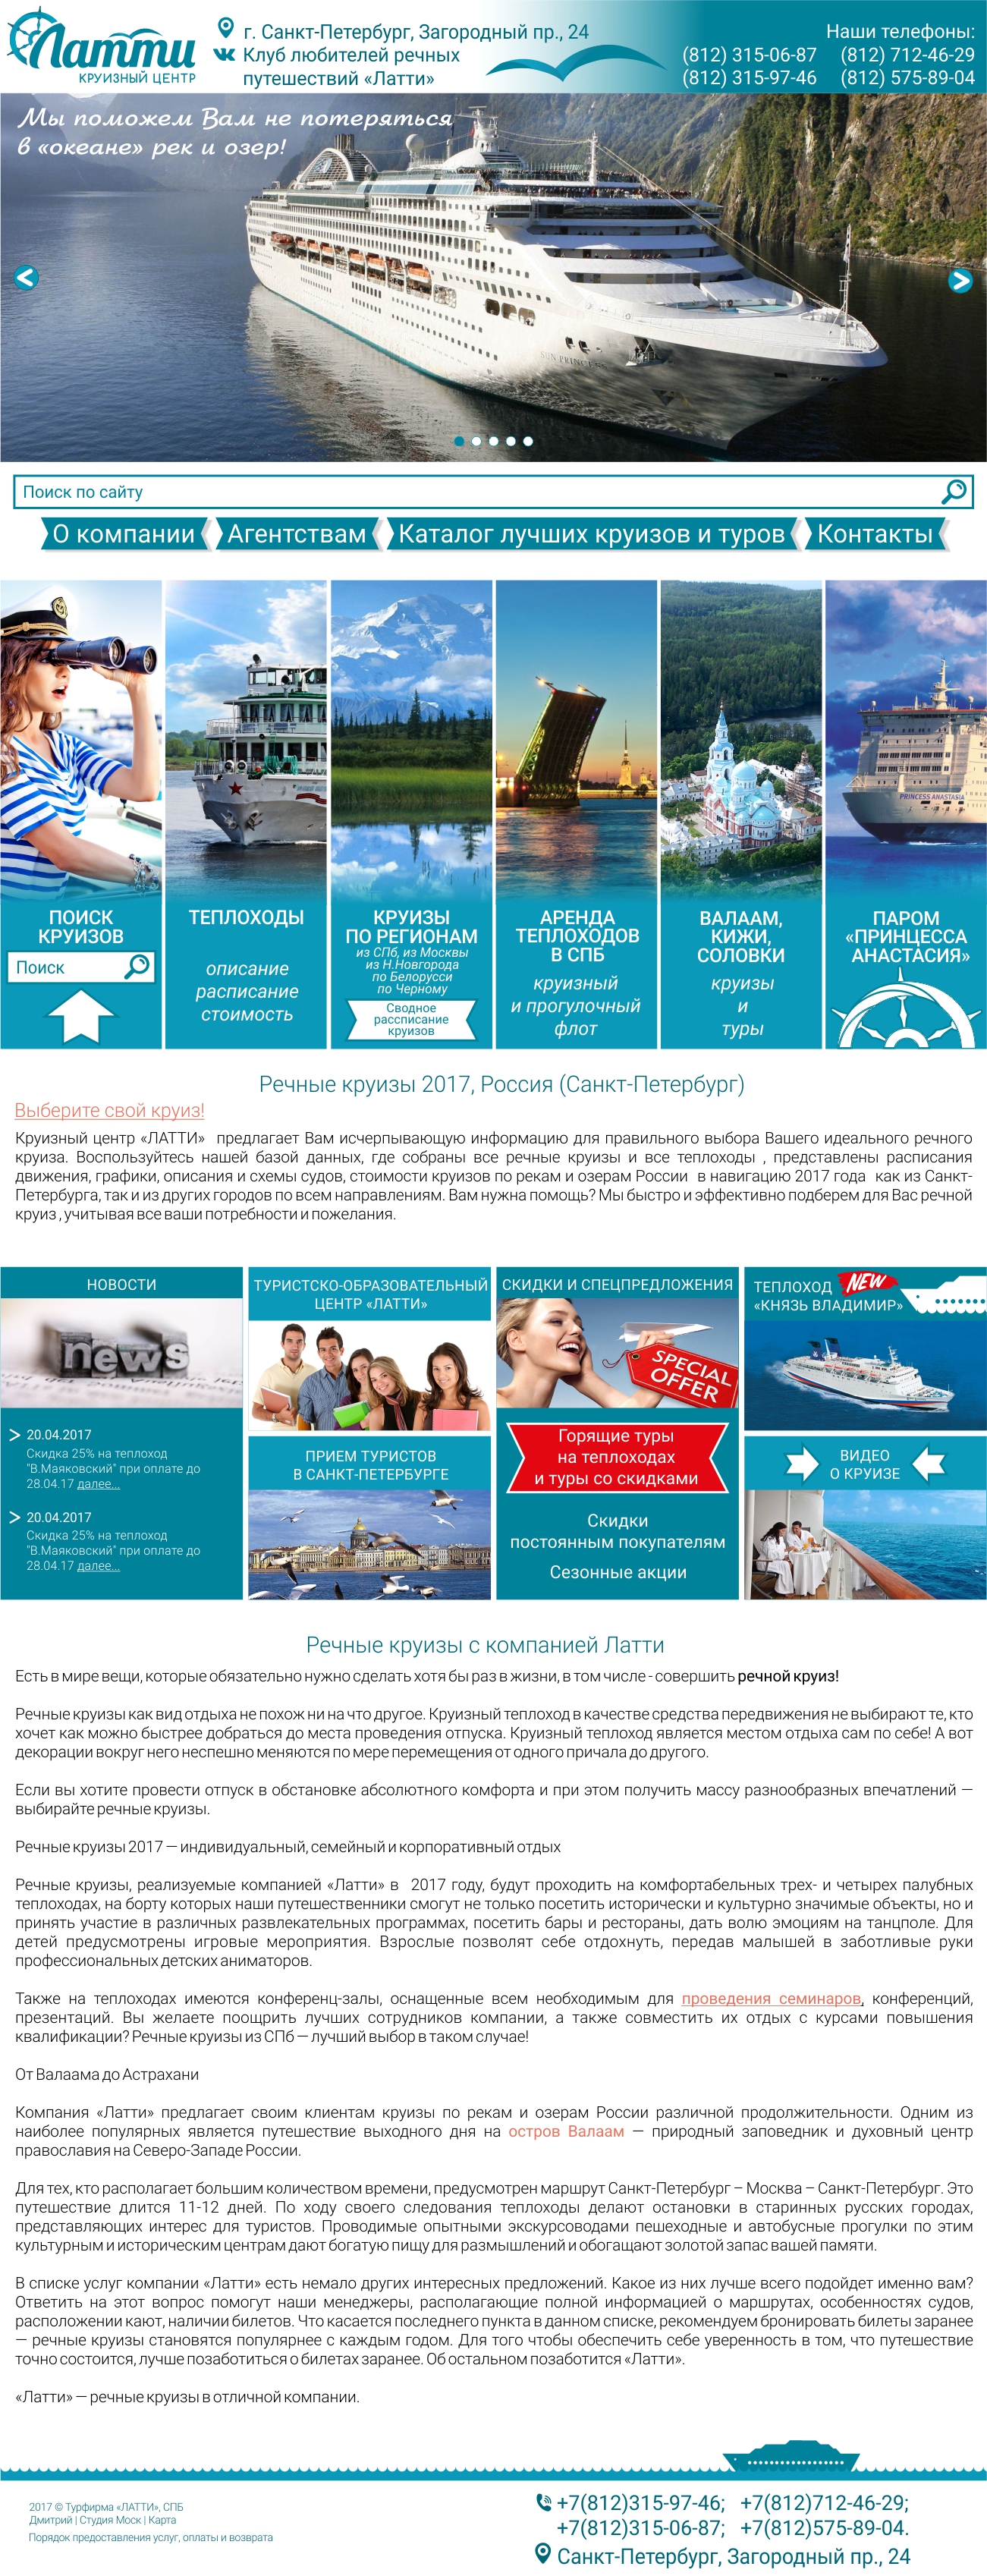 Латти
КРУИЗНЫЙ ЦЕНТР
г. Санкт-Петербург, Загородный пр., 24
Клуб любителей речных
путешествий «Латти»
Наши телефоны:
(812) 315-06-87 (812) 712-46-29
(812) 315-97-46 (812) 575-89-04
Мы поможем Вам не потеряться
в «океане» рек и озер!
SUN PRINCESS
Поиск по сайту
О компании
Агентствам
Каталог лучших круизов и туров
Контакты
ПОИСК
КРУИЗОВ
Поиск
ТЕПЛОХОДЫ
описание
расписание
стоимость
КРУИЗЫ
ПО РЕГИОНАМ
из СПб, из Москвы
из Н.Новгорода
по Белорусси
по Черному
Сводное
расспиcание
круизов
АРЕНДА
ТЕПЛОХОДОВ
В СПБ
круизный
и прогулочный
флот
ВАЛААМ,
КИЖИ,
СОЛОВКИ
круизы
и
туры
PRINCESS ANASTASIA
ПАРОМ
«ПРИНЦЕССА
АНАСТАСИЯ»
Речные круизы 2017, Россия (Санкт-Петербург)
Выберите свой круиз!
Круизный центр «ЛАТТИ» предлагает Вам исчерпывающую информацию для правильного выбора Вашего идеального речного
круиза. Воспользуйтесь нашей базой данных, где собраны все речные круизы и все теплоходы , представлены расписания
движения, графики, описания и схемы судов, стоимости круизов по рекам и озерам России в навигацию 2017 года как из Санкт-
Петербурга, так и из других городов по всем направлениям. Вам нужна помощь? Мы быстро и эффективно подберем для Вас речной
круиз , учитывая все ваши потребности и пожелания.
НОВОСТИ
news
20.04.2017
Скидка 25% на теплоход
"В.Маяковский" при оплате до
28.04.17 далее...
20.04.2017
Скидка 25% на теплоход
"В.Маяковский" при оплате до
28.04.17 далее...
ТУРИСТСКО-ОБРАЗОВАТЕЛЬНЫЙ
ЦЕНТР «ЛАТТИ»
ПРИЕМ ТУРИСТОВ
В САНКТ-ПЕТЕРБУРГЕ
СКИДКИ И СПЕЦПРЕДЛОЖЕНИЯ
SPECIAL
OFFER
Горящие туры
на теплоходах
и туры со скидками
Скидки
постоянным покупателям
Сезонные акции
ТЕПЛОХОД NEW
«КНЯЗЬ ВЛАДИМИР»
ВИДЕО
О КРУИЗЕ
Речные круизы с компанией Латти
Есть в мире вещи, которые обязательно нужно сделать хотя бы раз в жизни, в том числе - совершить речной круиз!
Речные круизы как вид отдыха не похож ни на что другое. Круизный теплоход в качестве средства передвижения не выбирают те, кто
хочет как можно быстрее добраться до места проведения отпуска. Круизный теплоход является местом отдыха сам по себе! А вот
декорации вокруг него неспешно меняются по мере перемещения от одного причала до другого.
Если вы хотите провести отпуск в обстановке абсолютного комфорта и при этом получить массу разнообразных впечатлений —
выбирайте речные круизы.
Речные круизы 2017 — индивидуальный, семейный и корпоративный отдых
Речные круизы, реализуемые компанией «Латти» в 2017 году, будут проходить на комфортабельных трех- и четырех палубных
теплоходах, на борту которых наши путешественники смогут не только посетить исторически и культурно значимые объекты, но и
принять участие в различных развлекательных программах, посетить бары и рестораны, дать волю эмоциям на танцполе. Для
детей предусмотрены игровые мероприятия. Взрослые позволят себе отдохнуть, передав малышей в заботливые руки
профессиональных детских аниматоров.
Также на теплоходах имеются конференц-залы, оснащенные всем необходимым для проведения семинаров, конференций,
презентаций. Вы желаете поощрить лучших сотрудников компании, а также совместить их отдых с курсами повышения
квалификации? Речные круизы из СПб — лучший выбор в таком случае!
От Валаама до Астрахани
Компания «Латти» предлагает своим клиентам круизы по рекам и озерам России различной продолжительности. Одним из
наиболее популярных является путешествие выходного дня на остров Валаам — природный заповедник и духовный центр
православия на Северо-Западе России.
Для тех, кто располагает большим количеством времени, предусмотрен маршрут Санкт-Петербург – Москва – Санкт-Петербург. Это
путешествие длится 11-12 дней. По ходу своего следования теплоходы делают остановки в старинных русских городах,
представляющих интерес для туристов. Проводимые опытными экскурсоводами пешеходные и автобусные прогулки по этим
культурным и историческим центрам дают богатую пищу для размышлений и обогащают золотой запас вашей памяти.
В списке услуг компании «Латти» есть немало других интересных предложений. Какое из них лучше всего подойдет именно вам?
Ответить на этот вопрос помогут наши менеджеры, располагающие полной информацией о маршрутах, особенностях судов,
расположении кают, наличии билетов. Что касается последнего пункта в данном списке, рекомендуем бронировать билеты заранее
— речные круизы становятся популярнее с каждым годом. Для того чтобы обеспечить себе уверенность в том, что путешествие
точно состоится, лучше позаботиться о билетах заранее. Об остальном позаботится «Латти».
«Латти» — речные круизы в отличной компании.
2017 © Турфирма «ЛАТТИ», СПБ
Дмитрий | Студия Моск | Карта
Порядок предоставления услуг, оплаты и возврата
+7(812)315-97-46; +7(812)712-46-29;
+7(812)315-06-87; +7(812)575-89-04.
Санкт-Петербург, Загородный пр., 24